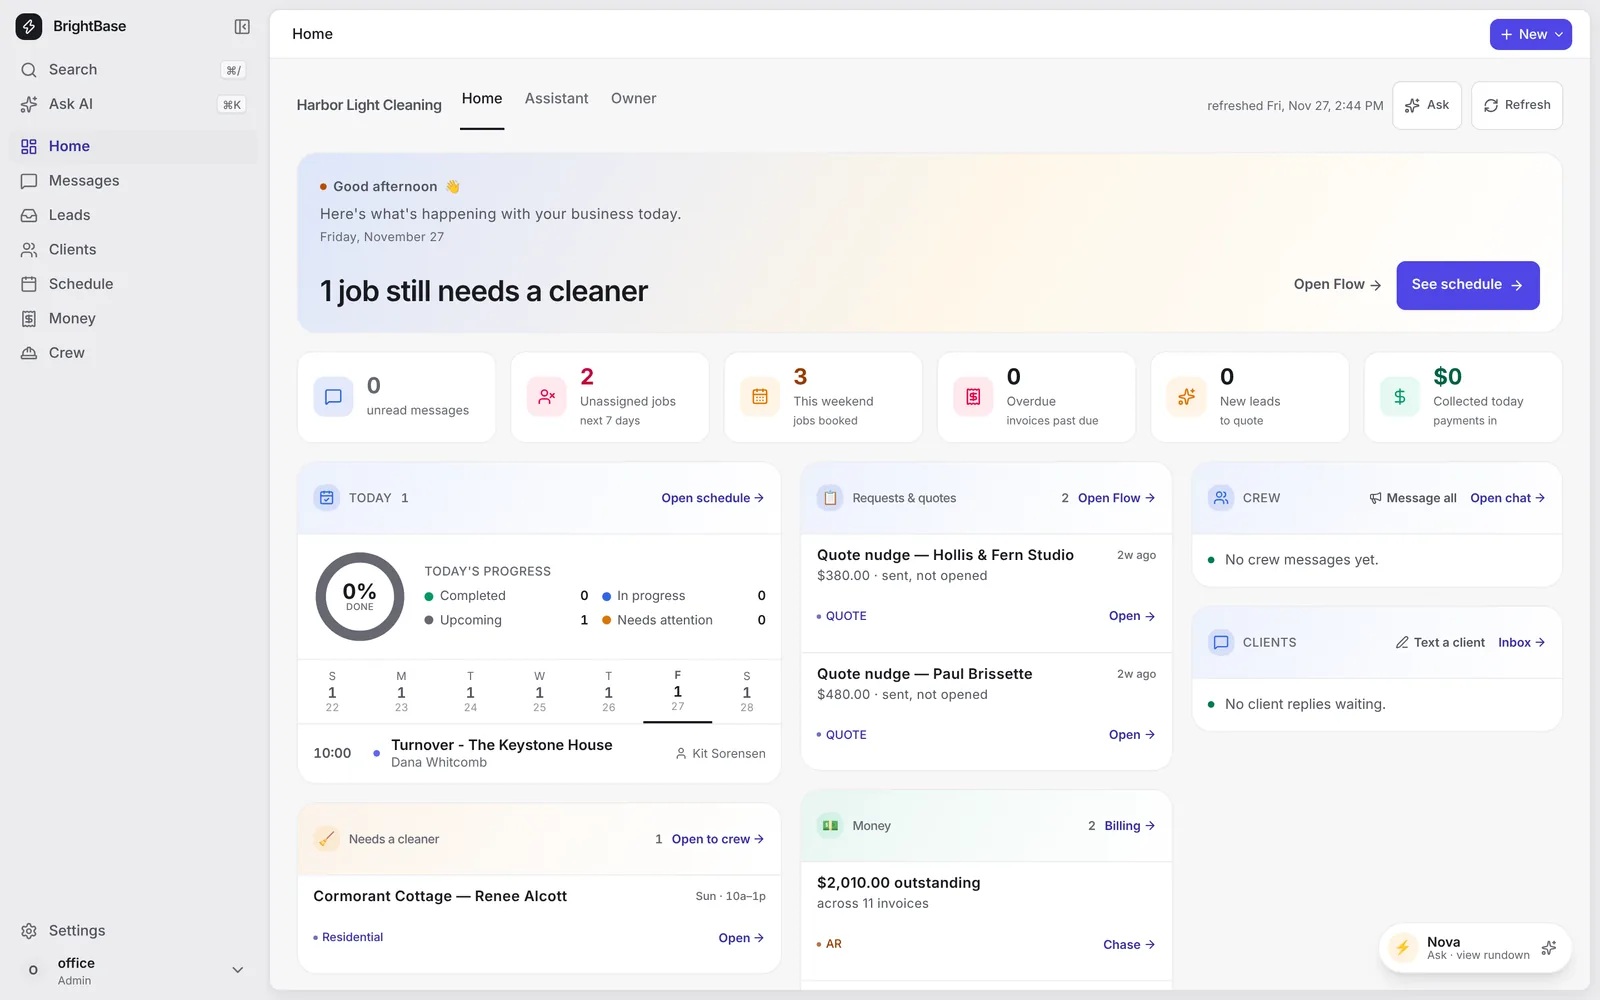 BrightBase
Search ⌘/
Ask AI ⌘K
Home
Messages
Leads
Clients
Schedule
Money
Crew
Settings
o office
Admin
Home
+ New
Harbor Light Cleaning Home Assistant Owner
refreshed Fri, Nov 27, 2:44 PM Ask Refresh
Good afternoon 👋
Here's what's happening with your business today.
Friday, November 27
1 job still needs a cleaner
Open Flow → See schedule →
0
unread messages
2
Unassigned jobs
next 7 days
3
This weekend
jobs booked
0
Overdue
invoices past due
0
New leads
to quote
$0
Collected today
payments in
TODAY 1 Open schedule →
0%
DONE
TODAY'S PROGRESS
Completed 0 In progress 0
Upcoming 1 Needs attention 0
S M T W T F S
1 1 1 1 1 1 1
22 23 24 25 26 27 28
10:00 Turnover - The Keystone House
Dana Whitcomb
Kit Sorensen
Needs a cleaner 1 Open to crew →
Cormorant Cottage — Renee Alcott Sun · 10a–1p
Residential Open →
Requests & quotes 2 Open Flow →
Quote nudge — Hollis & Fern Studio 2w ago
$380.00 · sent, not opened
QUOTE Open →
Quote nudge — Paul Brissette 2w ago
$480.00 · sent, not opened
QUOTE Open →
Money 2 Billing →
$2,010.00 outstanding
across 11 invoices
AR Chase →
CREW Message all Open chat →
No crew messages yet.
CLIENTS Text a client Inbox →
No client replies waiting.
Nova
Ask · view rundown